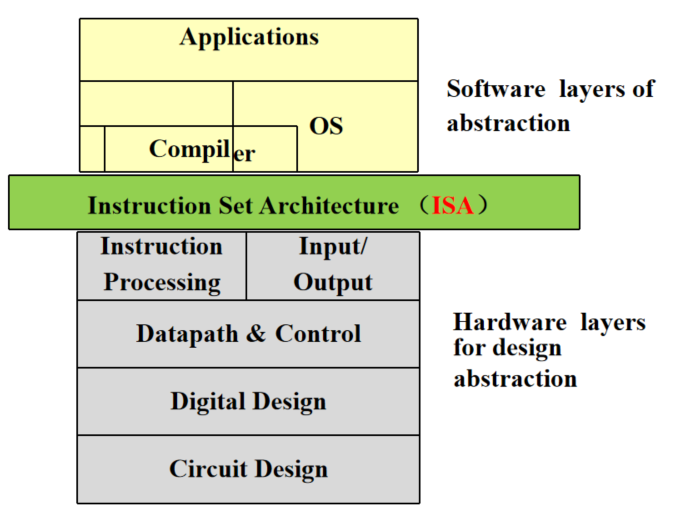 Applications
Software layers of
abstraction
OS
Compiler
Instruction Set Architecture （ISA）
Instruction
Processing
Input/
Output
Datapath & Control
Hardware layers
for design
abstraction
Digital Design
Circuit Design